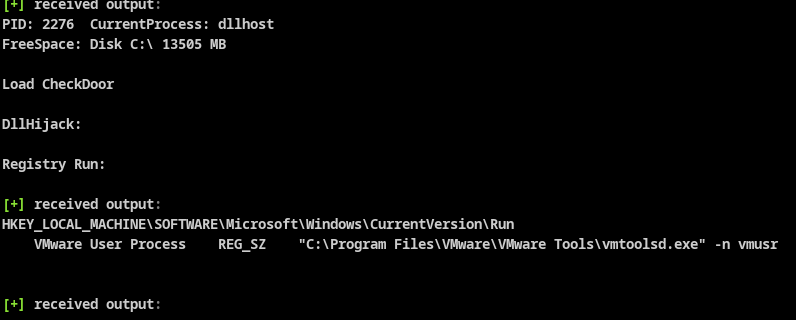 [+] received output:
PID: 2276  CurrentProcess: dllhost
FreeSpace: Disk C:\ 13505 MB
Load CheckDoor
DllHijack:
Registry Run:
[+] received output:
HKEY_LOCAL_MACHINE\SOFTWARE\Microsoft\Windows\CurrentVersion\Run
    VMware User Process    REG_SZ    "C:\Program Files\VMware\VMware Tools\vmtoolsd.exe" -n vmusr
[+] received output: